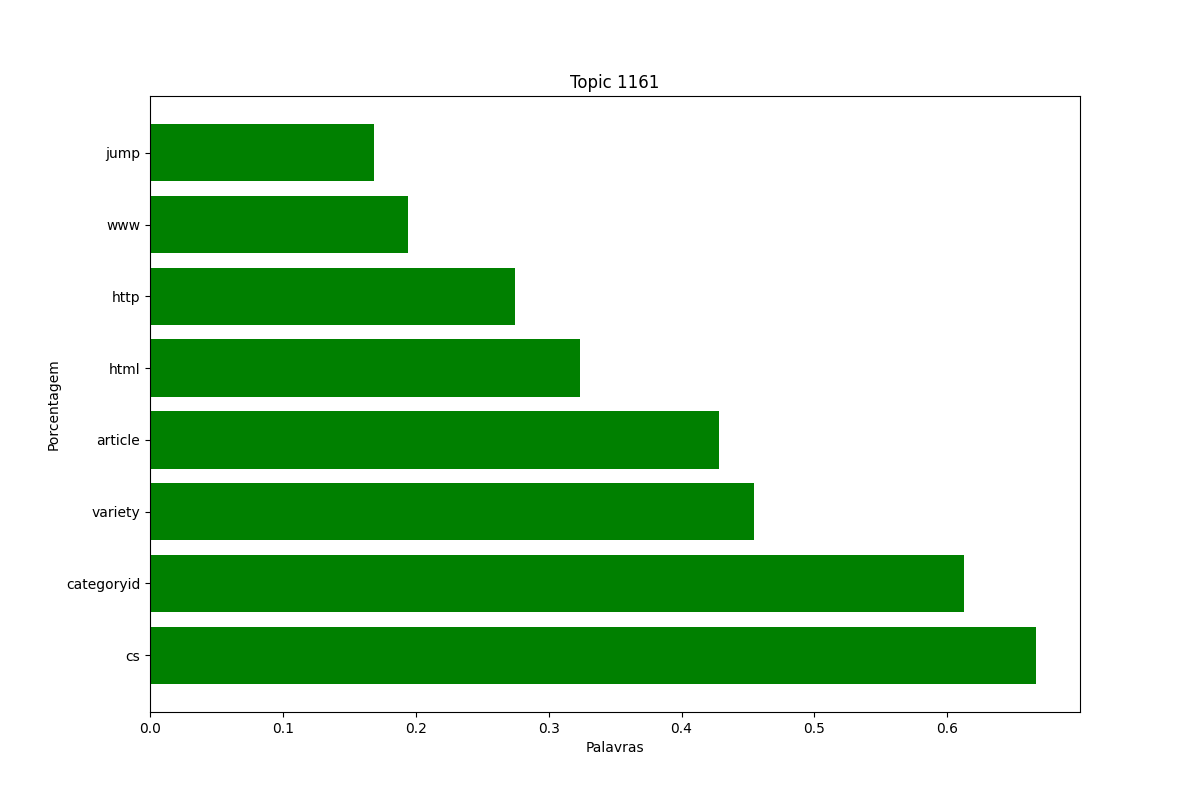 Topic 1161
jump
www
http
html
article
variety
categoryid
cs
Porcentagem
0.0 0.1 0.2 0.3 0.4 0.5 0.6
Palavras